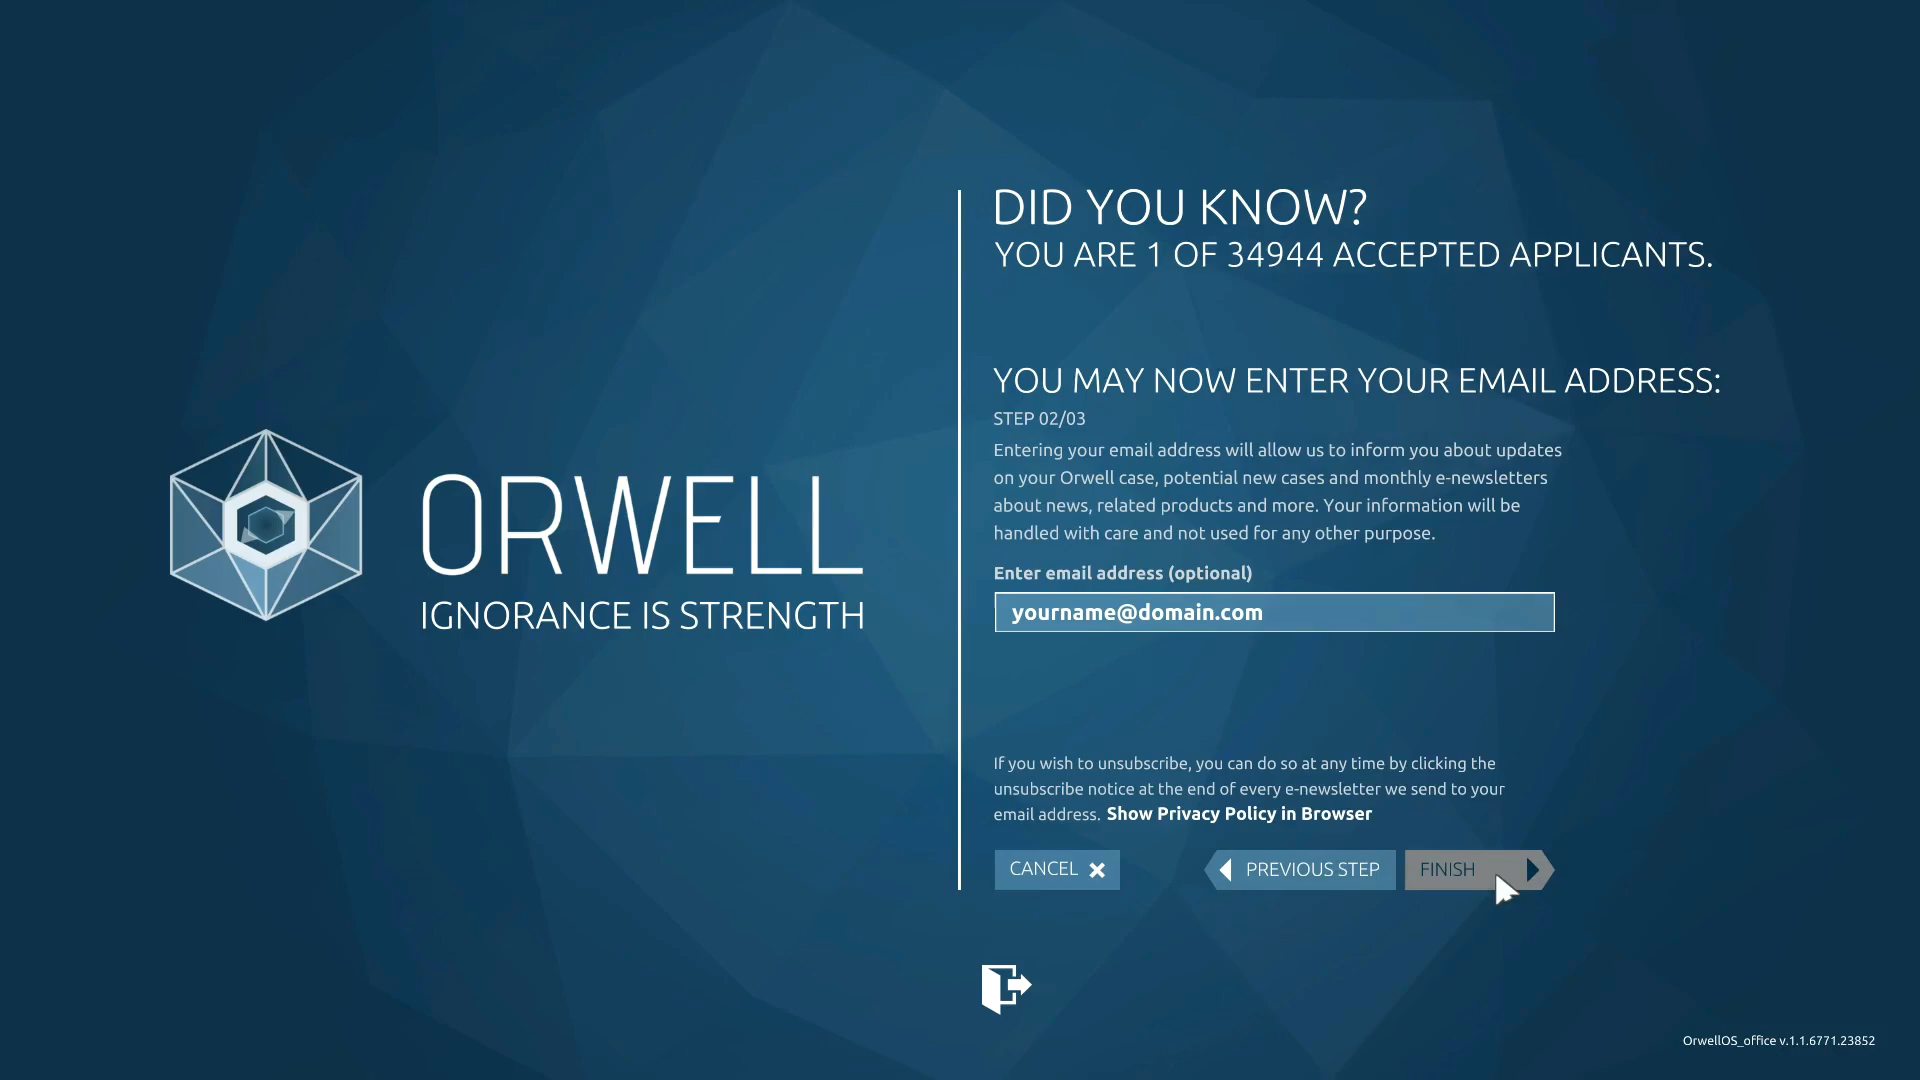 DID YOU KNOW?
YOU ARE 1 OF 34944 ACCEPTED APPLICANTS.
YOU MAY NOW ENTER YOUR EMAIL ADDRESS:
STEP 02/03
Entering your email address will allow us to inform you about updates
on your Orwell case, potential new cases and monthly e-newsletters
about news, related products and more. Your information will be
handled with care and not used for any other purpose.
ORWELL
IGNORANCE IS STRENGTH
Enter email address (optional)
yourname@domain.com
If you wish to unsubscribe, you can do so at any time by clicking the
unsubscribe notice at the end of every e-newsletter we send to your
email address. Show Privacy Policy in Browser
CANCEL
PREVIOUS STEP
FINISH
OrwellOS_office v.1.1.6771.23852